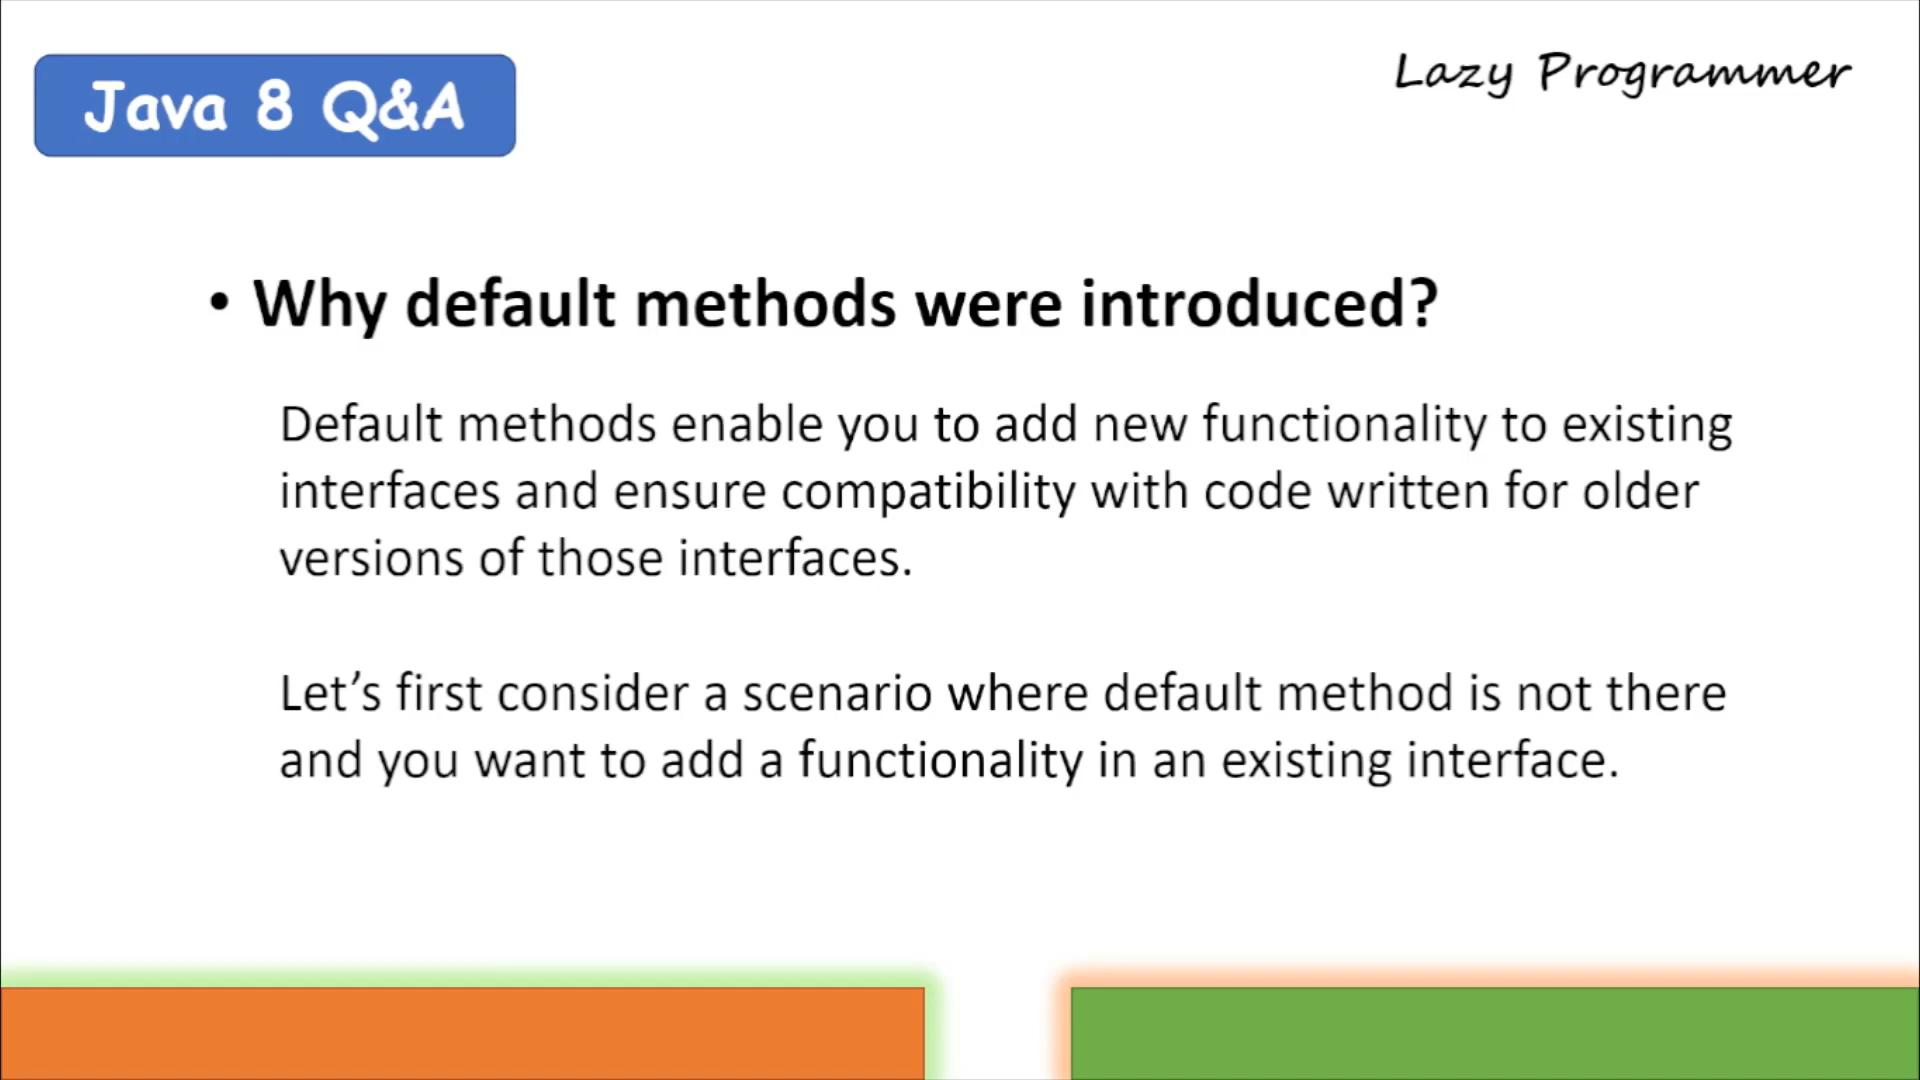 Java 8 Q&A
Lazy Programmer
• Why default methods were introduced?
Default methods enable you to add new functionality to existing
interfaces and ensure compatibility with code written for older
versions of those interfaces.
Let’s first consider a scenario where default method is not there
and you want to add a functionality in an existing interface.